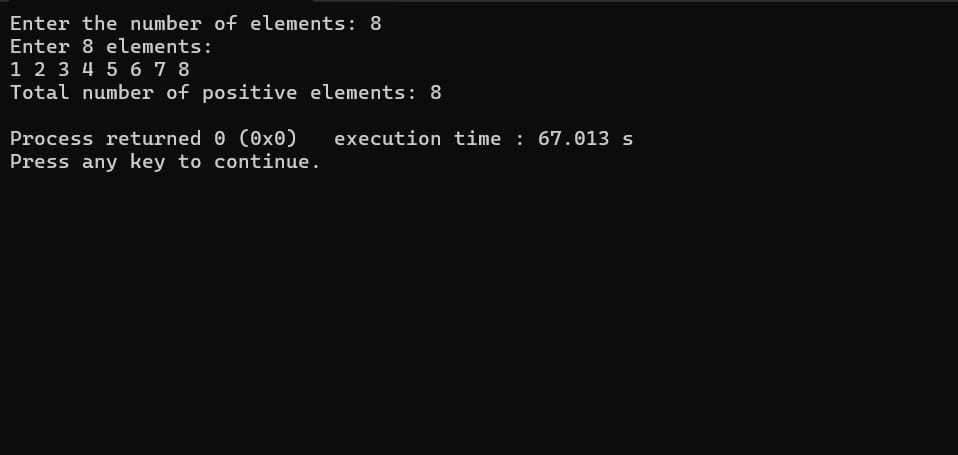 Enter the number of elements: 8
Enter 8 elements:
1 2 3 4 5 6 7 8
Total number of positive elements: 8
Process returned 0 (0x0)   execution time : 67.013 s
Press any key to continue.